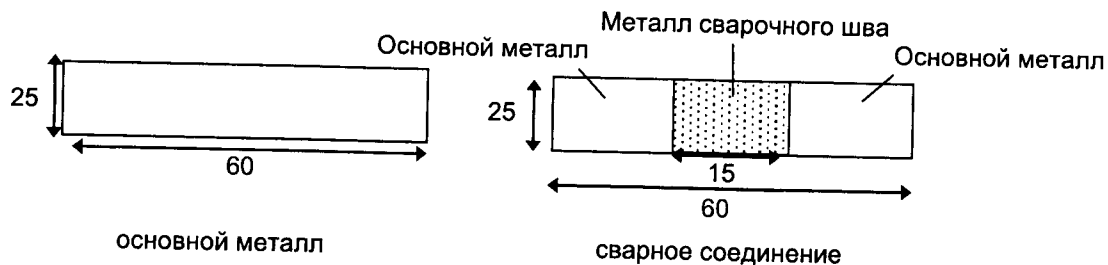 Металл сварочного шва
Основной металл
Основной металл
25
60
25
15
60
основной металл
сварное соединение